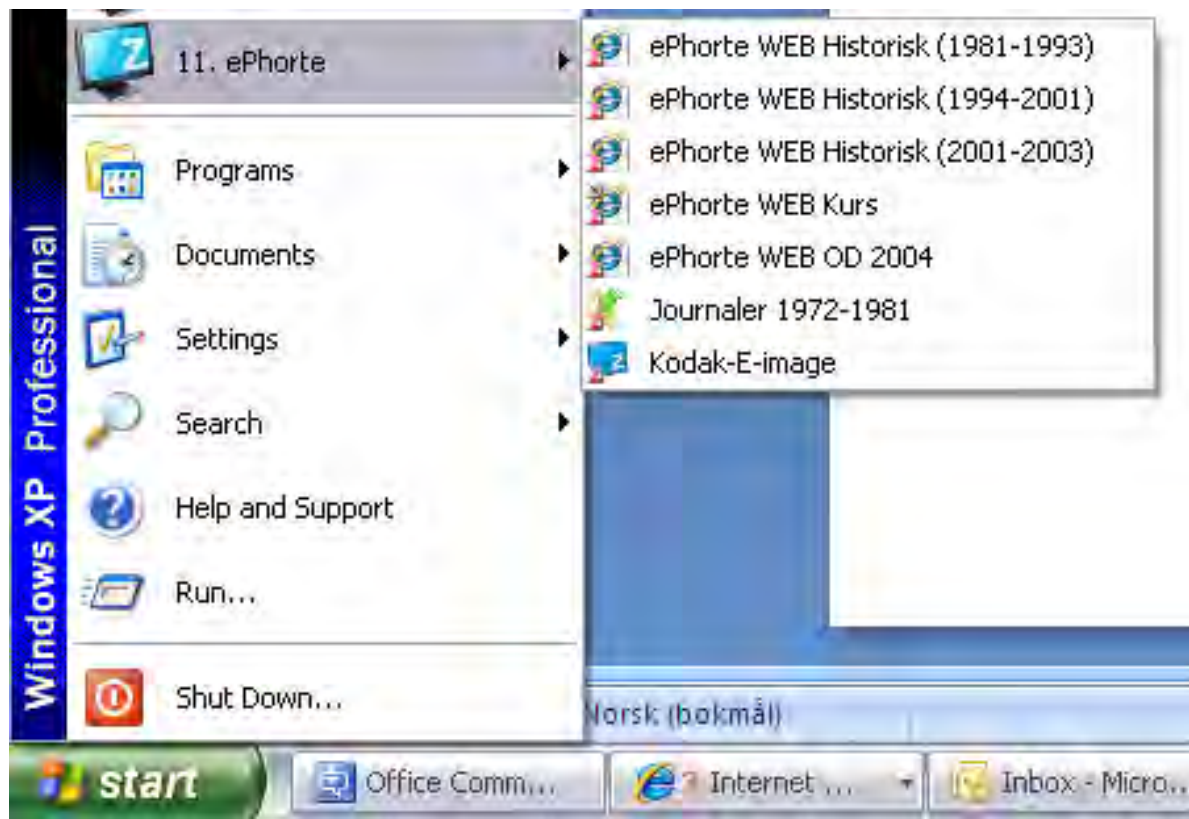 11. ePhorte
Programs
Documents
Settings
Search
Help and Support
Run...
Shut Down...
Windows XP Professional
ePhorte WEB Historisk (1981-1993)
ePhorte WEB Historisk (1994-2001)
ePhorte WEB Historisk (2001-2003)
ePhorte WEB Kurs
ePhorte WEB OD 2004
Journaler 1972-1981
Kodak-E-image
Norsk (bokmål)
start
Office Comm...
3 Internet ...
Inbox - Micro...